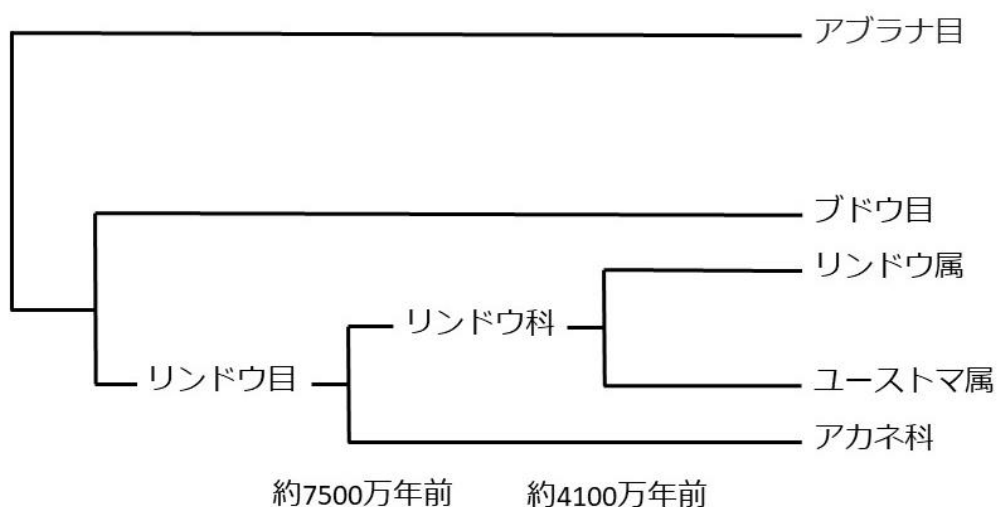 アブラナ目
ブドウ目
リンドウ属
リンドウ科
リンドウ目
ユーストマ属
アカネ科
約7500万年前
約4100万年前